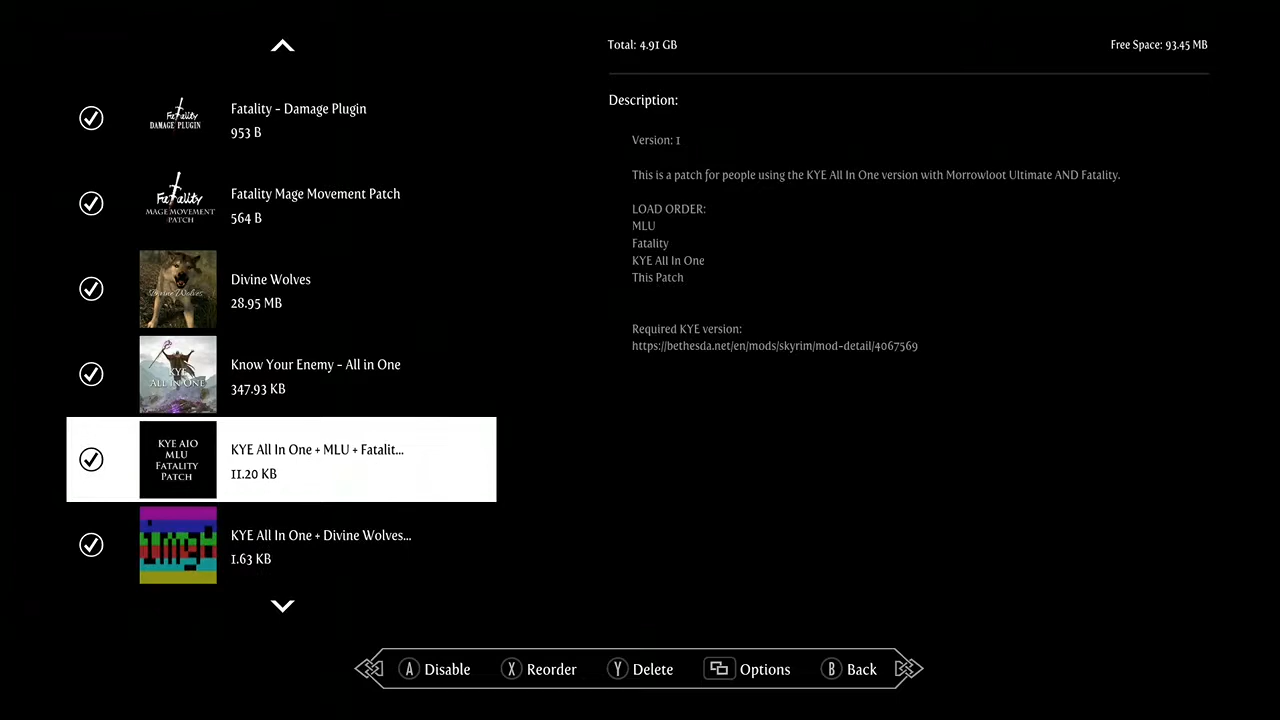 Total: 4.91 GB
Free Space: 93.45 MB
Fatality - Damage Plugin
953 B
Fatality
DAMAGE PLUGIN
Fatality Mage Movement Patch
564 B
Fatality
MAGE MOVEMENT
PATCH
Divine Wolves
28.95 MB
Divine Wolves
Know Your Enemy - All in One
347.93 KB
KYE
ALL IN ONE
KYE All In One + MLU + Fatalit...
11.20 KB
KYE AIO
MLU
FATALITY
PATCH
KYE All In One + Divine Wolves...
1.63 KB
Description:
Version: 1
This is a patch for people using the KYE All In One version with Morrowloot Ultimate AND Fatality.
LOAD ORDER:
MLU
Fatality
KYE All In One
This Patch
Required KYE version:
https://bethesda.net/en/mods/skyrim/mod-detail/4067569
A Disable
X Reorder
Y Delete
Options
B Back